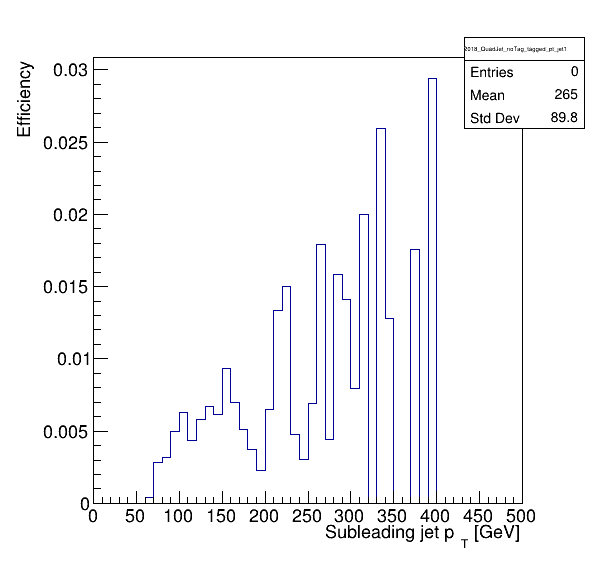 2018_QuadJet_noTag_tagged_pt_jet1
Entries 0
Mean 265
Std Dev 89.8
Efficiency
0.03
0.025
0.02
0.015
0.01
0.005
0
0 50 100 150 200 250 300 350 400 450 500
Subleading jet p T [GeV]